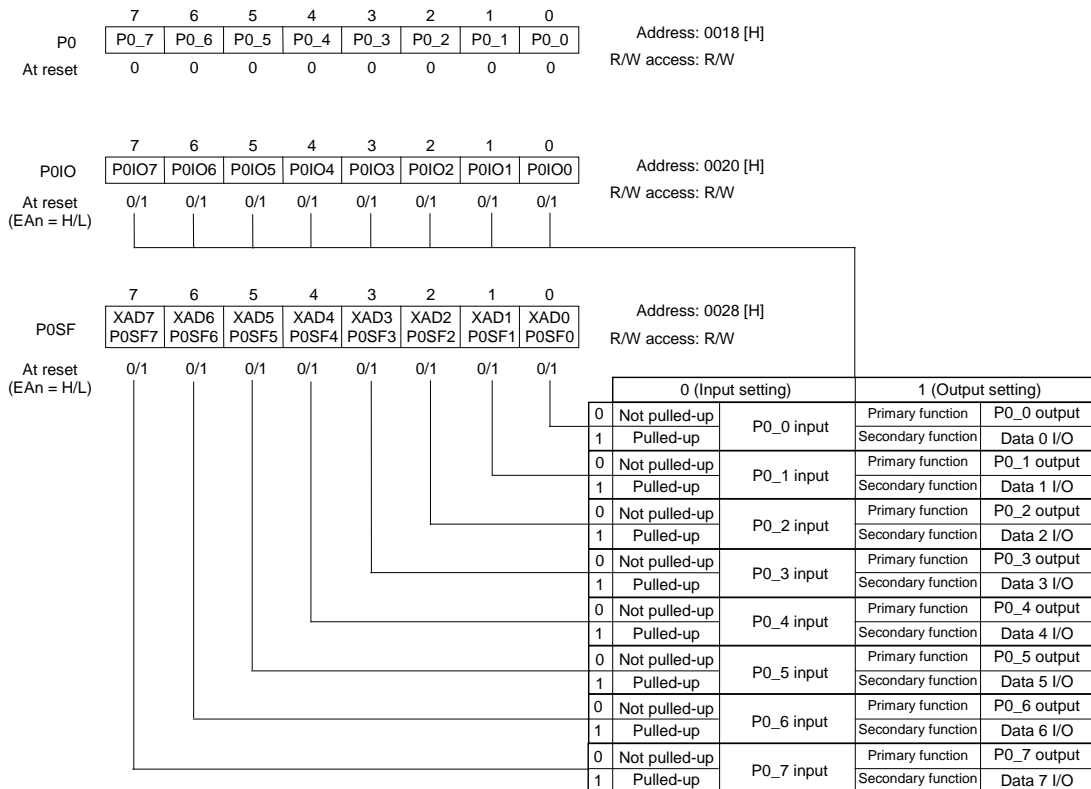 7 6 5 4 3 2 1 0
P0 P0_7 P0_6 P0_5 P0_4 P0_3 P0_2 P0_1 P0_0 Address: 0018 [H]
At reset 0 0 0 0 0 0 0 0 R/W access: R/W
7 6 5 4 3 2 1 0
P0IO P0IO7 P0IO6 P0IO5 P0IO4 P0IO3 P0IO2 P0IO1 P0IO0 Address: 0020 [H]
At reset 0/1 0/1 0/1 0/1 0/1 0/1 0/1 0/1 R/W access: R/W
(EAn = H/L)
7 6 5 4 3 2 1 0
XAD7 XAD6 XAD5 XAD4 XAD3 XAD2 XAD1 XAD0 Address: 0028 [H]
P0SF P0SF7 P0SF6 P0SF5 P0SF4 P0SF3 P0SF2 P0SF1 P0SF0 R/W access: R/W
At reset 0/1 0/1 0/1 0/1 0/1 0/1 0/1 0/1
(EAn = H/L)
0 (Input setting) 1 (Output setting)
0 Not pulled-up P0_0 input Primary function P0_0 output
1 Pulled-up Secondary function Data 0 I/O
0 Not pulled-up P0_1 input Primary function P0_1 output
1 Pulled-up Secondary function Data 1 I/O
0 Not pulled-up P0_2 input Primary function P0_2 output
1 Pulled-up Secondary function Data 2 I/O
0 Not pulled-up P0_3 input Primary function P0_3 output
1 Pulled-up Secondary function Data 3 I/O
0 Not pulled-up P0_4 input Primary function P0_4 output
1 Pulled-up Secondary function Data 4 I/O
0 Not pulled-up P0_5 input Primary function P0_5 output
1 Pulled-up Secondary function Data 5 I/O
0 Not pulled-up P0_6 input Primary function P0_6 output
1 Pulled-up Secondary function Data 6 I/O
0 Not pulled-up P0_7 input Primary function P0_7 output
1 Pulled-up Secondary function Data 7 I/O